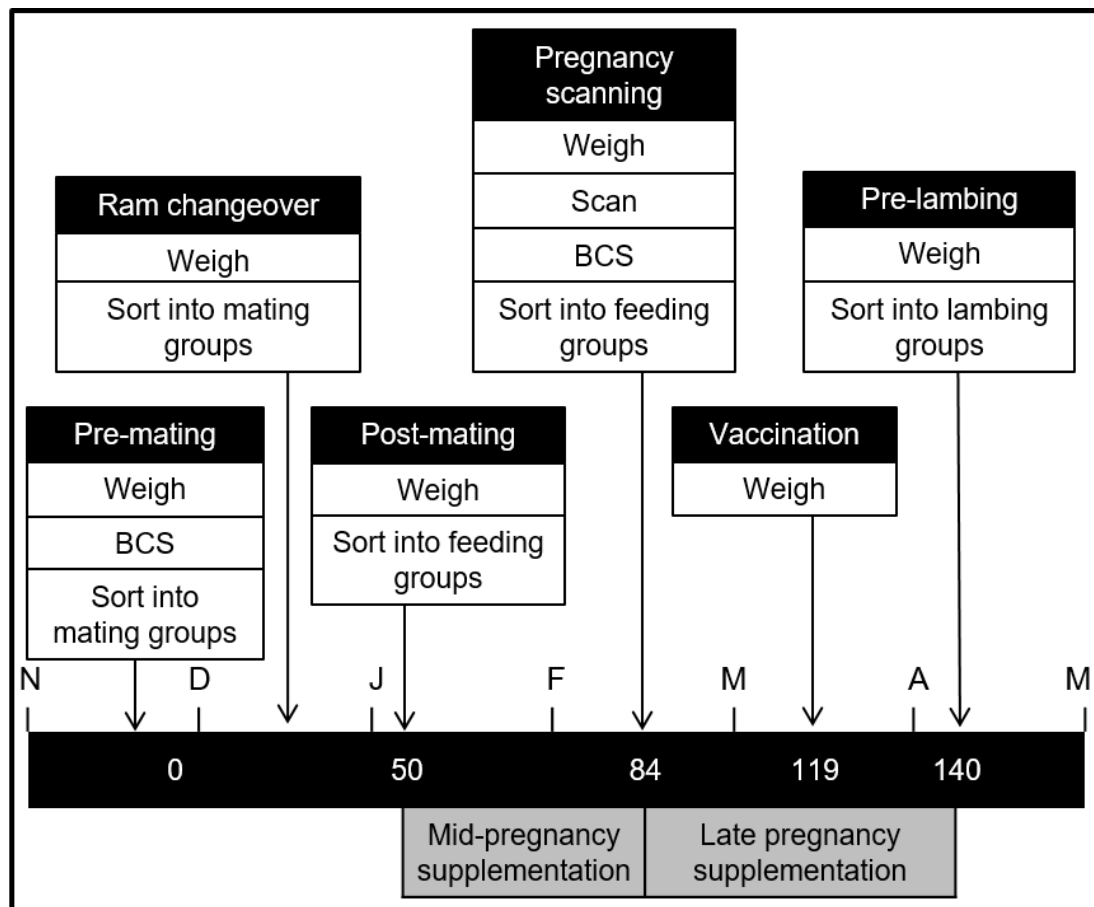 Pregnancy
scanning
Weigh
Scan
BCS
Sort into feeding
groups
Ram changeover
Weigh
Sort into mating
groups
Pre-lambing
Weigh
Sort into lambing
groups
Pre-mating
Weigh
BCS
Sort into
mating groups
Post-mating
Weigh
Sort into feeding
groups
Vaccination
Weigh
N D J F M A M
0 50 84 119 140
Mid-pregnancy
supplementation
Late pregnancy
supplementation